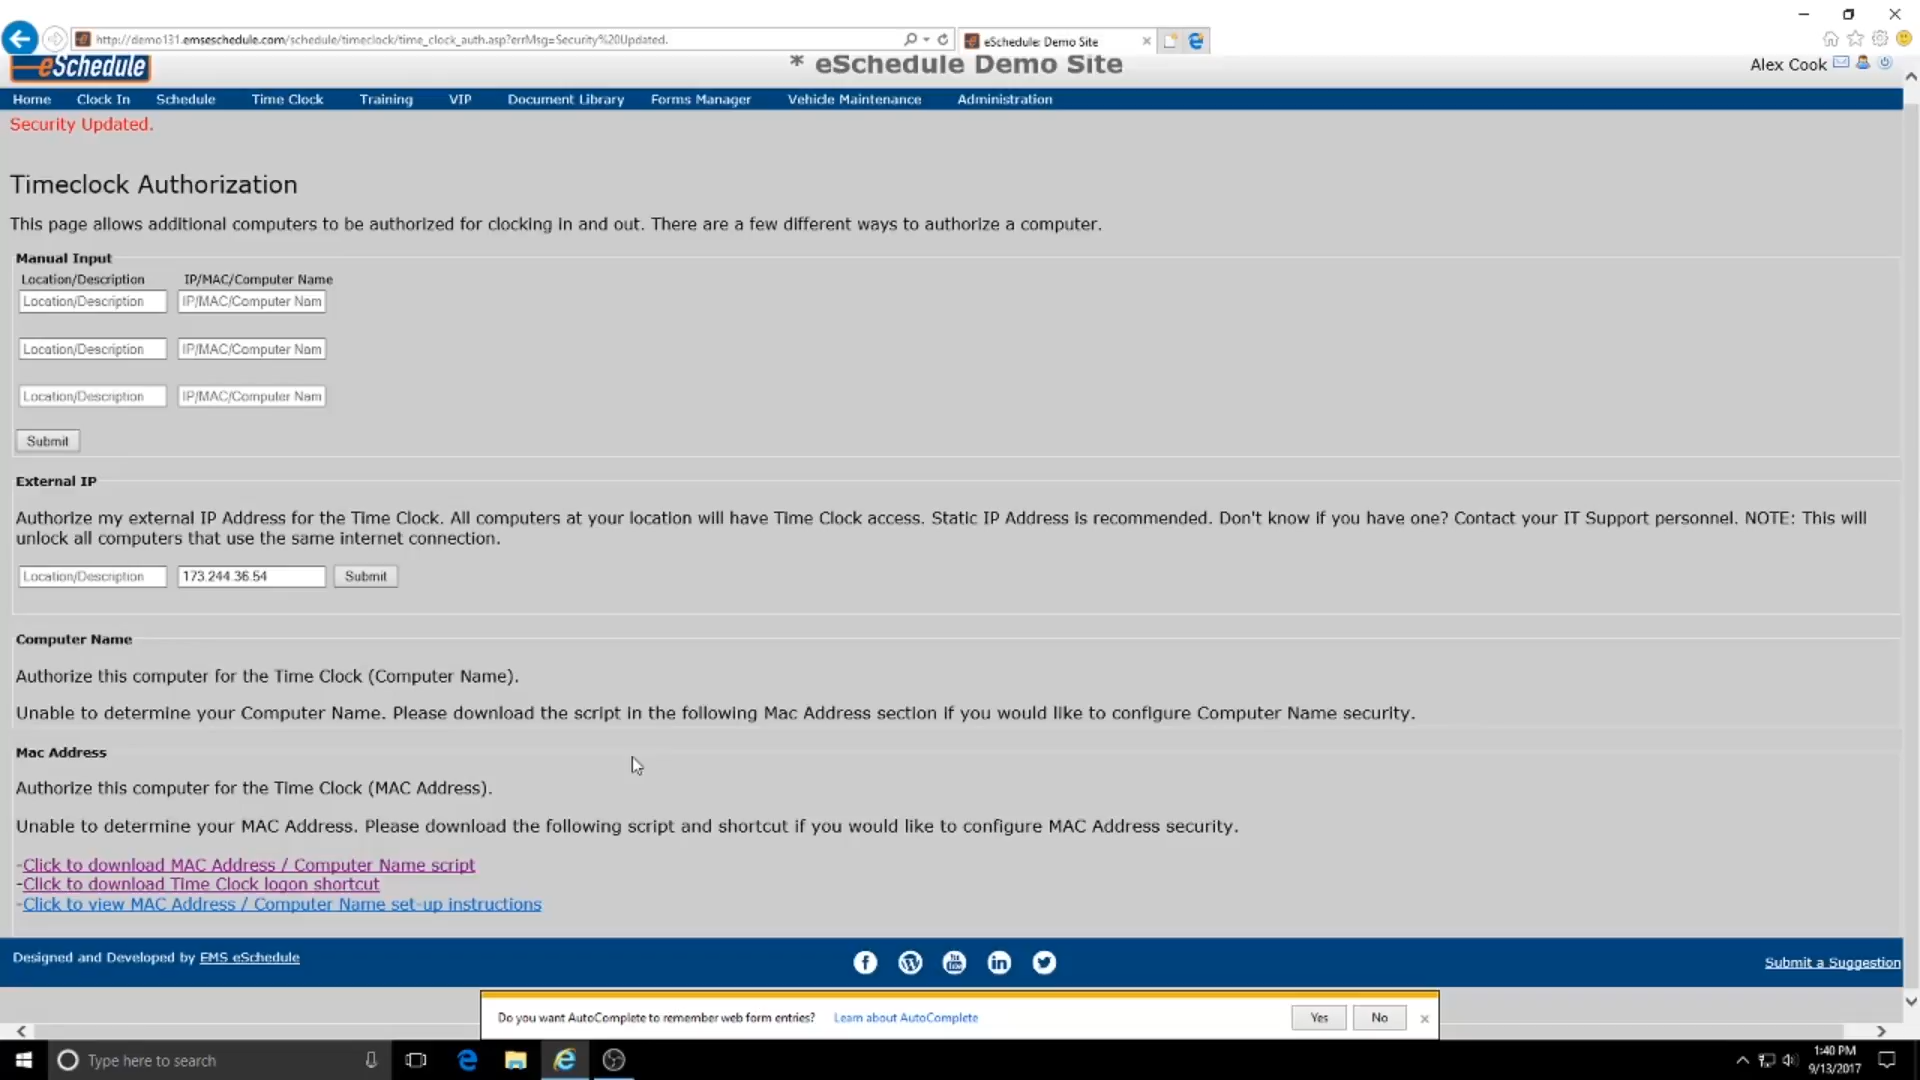 http://demo131.emseschedule.com/schedule/timeclock/time_clock_auth.asp?errMsg=Security%20Updated.
eSchedule: Demo Site
eSchedule
* eSchedule Demo Site
Alex Cook
Home Clock In Schedule Time Clock Training VIP Document Library Forms Manager Vehicle Maintenance Administration
Security Updated.
Timeclock Authorization
This page allows additional computers to be authorized for clocking in and out. There are a few different ways to authorize a computer.
Manual Input
Location/Description IP/MAC/Computer Name
Location/Description IP/MAC/Computer Nam
Location/Description IP/MAC/Computer Nam
Location/Description IP/MAC/Computer Nam
Submit
External IP
Authorize my external IP Address for the Time Clock. All computers at your location will have Time Clock access. Static IP Address is recommended. Don't know if you have one? Contact your IT Support personnel. NOTE: This will
unlock all computers that use the same internet connection.
Location/Description 173.244.36.54 Submit
Computer Name
Authorize this computer for the Time Clock (Computer Name).
Unable to determine your Computer Name. Please download the script in the following Mac Address section if you would like to configure Computer Name security.
Mac Address
Authorize this computer for the Time Clock (MAC Address).
Unable to determine your MAC Address. Please download the following script and shortcut if you would like to configure MAC Address security.
-Click to download MAC Address / Computer Name script
-Click to download Time Clock logon shortcut
-Click to view MAC Address / Computer Name set-up instructions
Designed and Developed by EMS eSchedule
Submit a Suggestion
Do you want AutoComplete to remember web form entries? Learn about AutoComplete Yes No
Type here to search
1:40 PM
9/13/2017